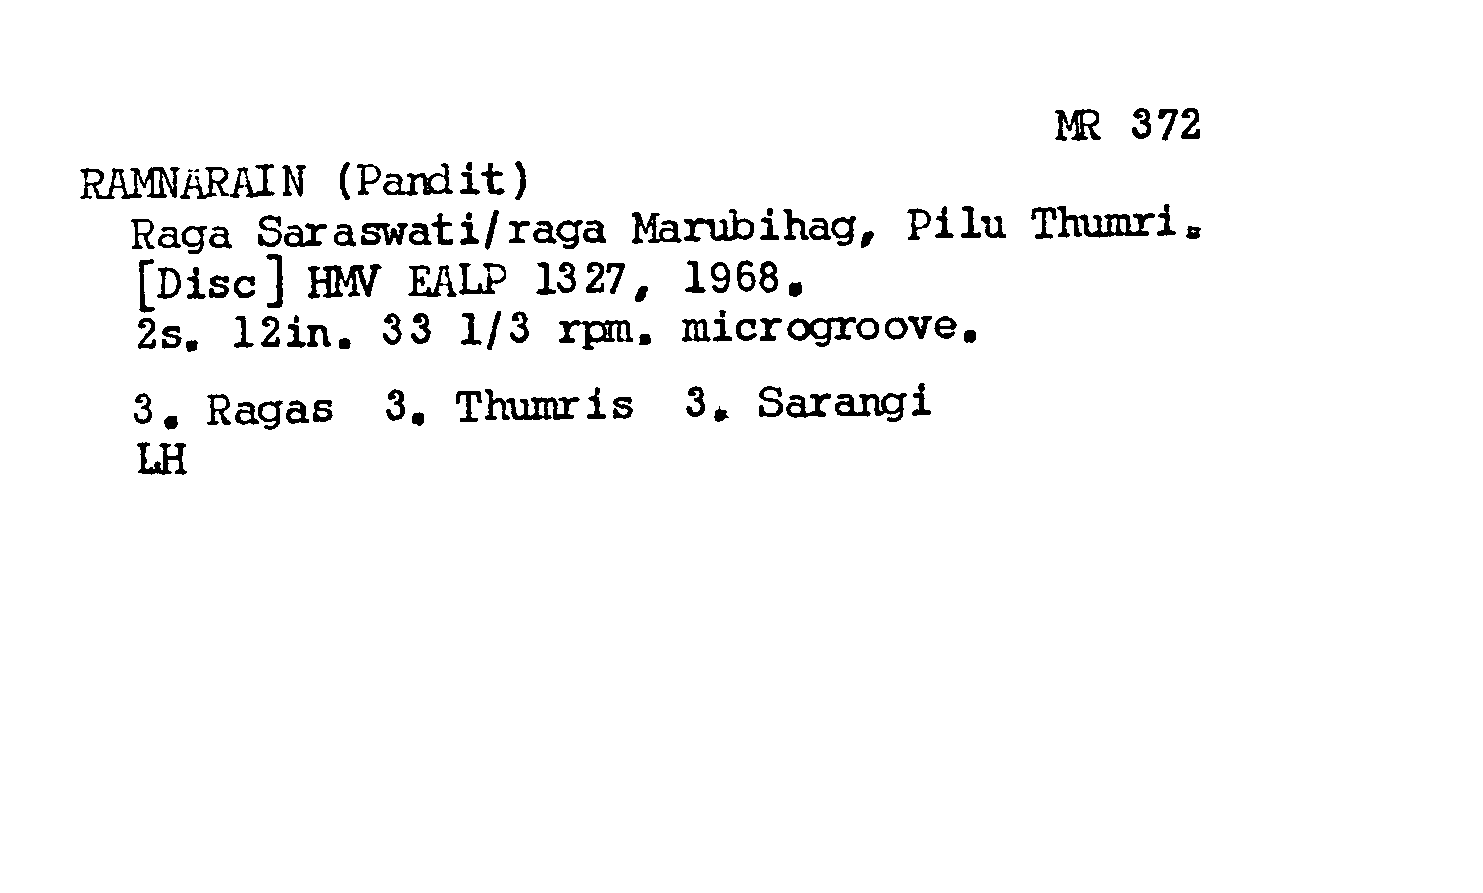 MR 372
RAMNARAIN (Pandit)
Raga Saraswati/raga Marubihag, Pilu Thumri.
[Disc] HMV EALP 1327, 1968.
2s. 12in. 33 1/3 rpm. microgroove.
3. Ragas 3. Thumris 3. Sarangi
LH